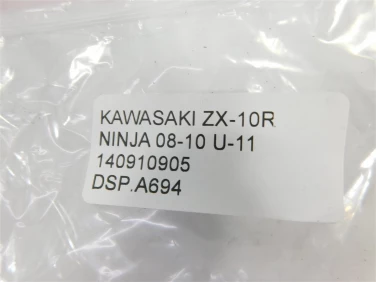 KAWASAKI ZX-10R
NINJA 08-10 U-11
140910905
DSP.A694